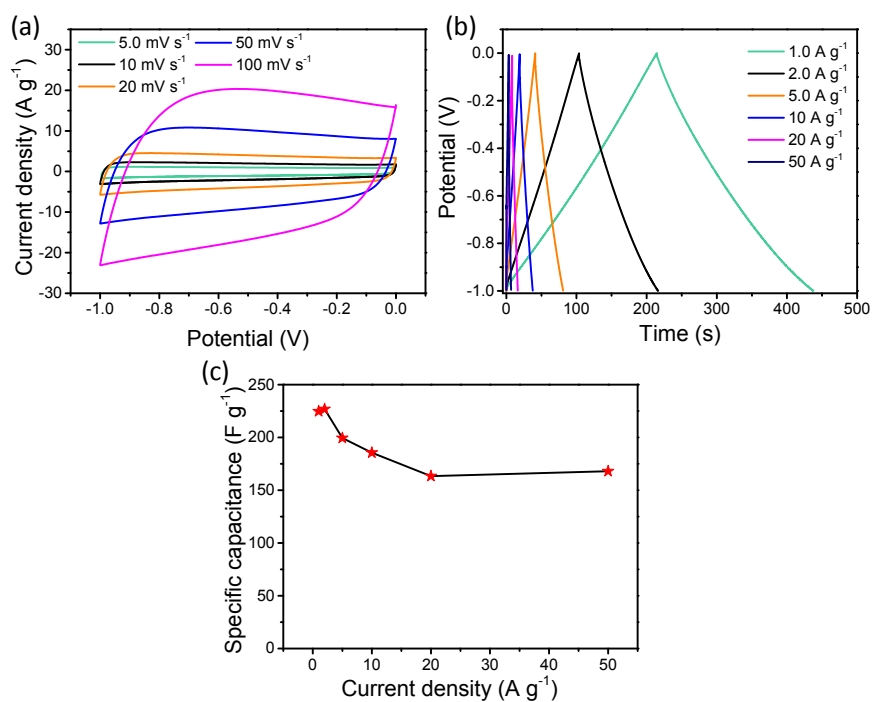 (a)
5.0 mV s⁻¹
50 mV s⁻¹
10 mV s⁻¹
100 mV s⁻¹
20 mV s⁻¹
30
20
10
0
-10
-20
-30
Current density (A g⁻¹)
-1.0
-0.8
-0.6
-0.4
-0.2
0.0
Potential (V)
(b)
1.0 A g⁻¹
2.0 A g⁻¹
5.0 A g⁻¹
10 A g⁻¹
20 A g⁻¹
50 A g⁻¹
0.0
-0.2
-0.4
-0.6
-0.8
-1.0
Potential (V)
0
100
200
300
400
500
Time (s)
(c)
250
200
150
100
50
0
Specific capacitance (F g⁻¹)
0
10
20
30
40
50
Current density (A g⁻¹)